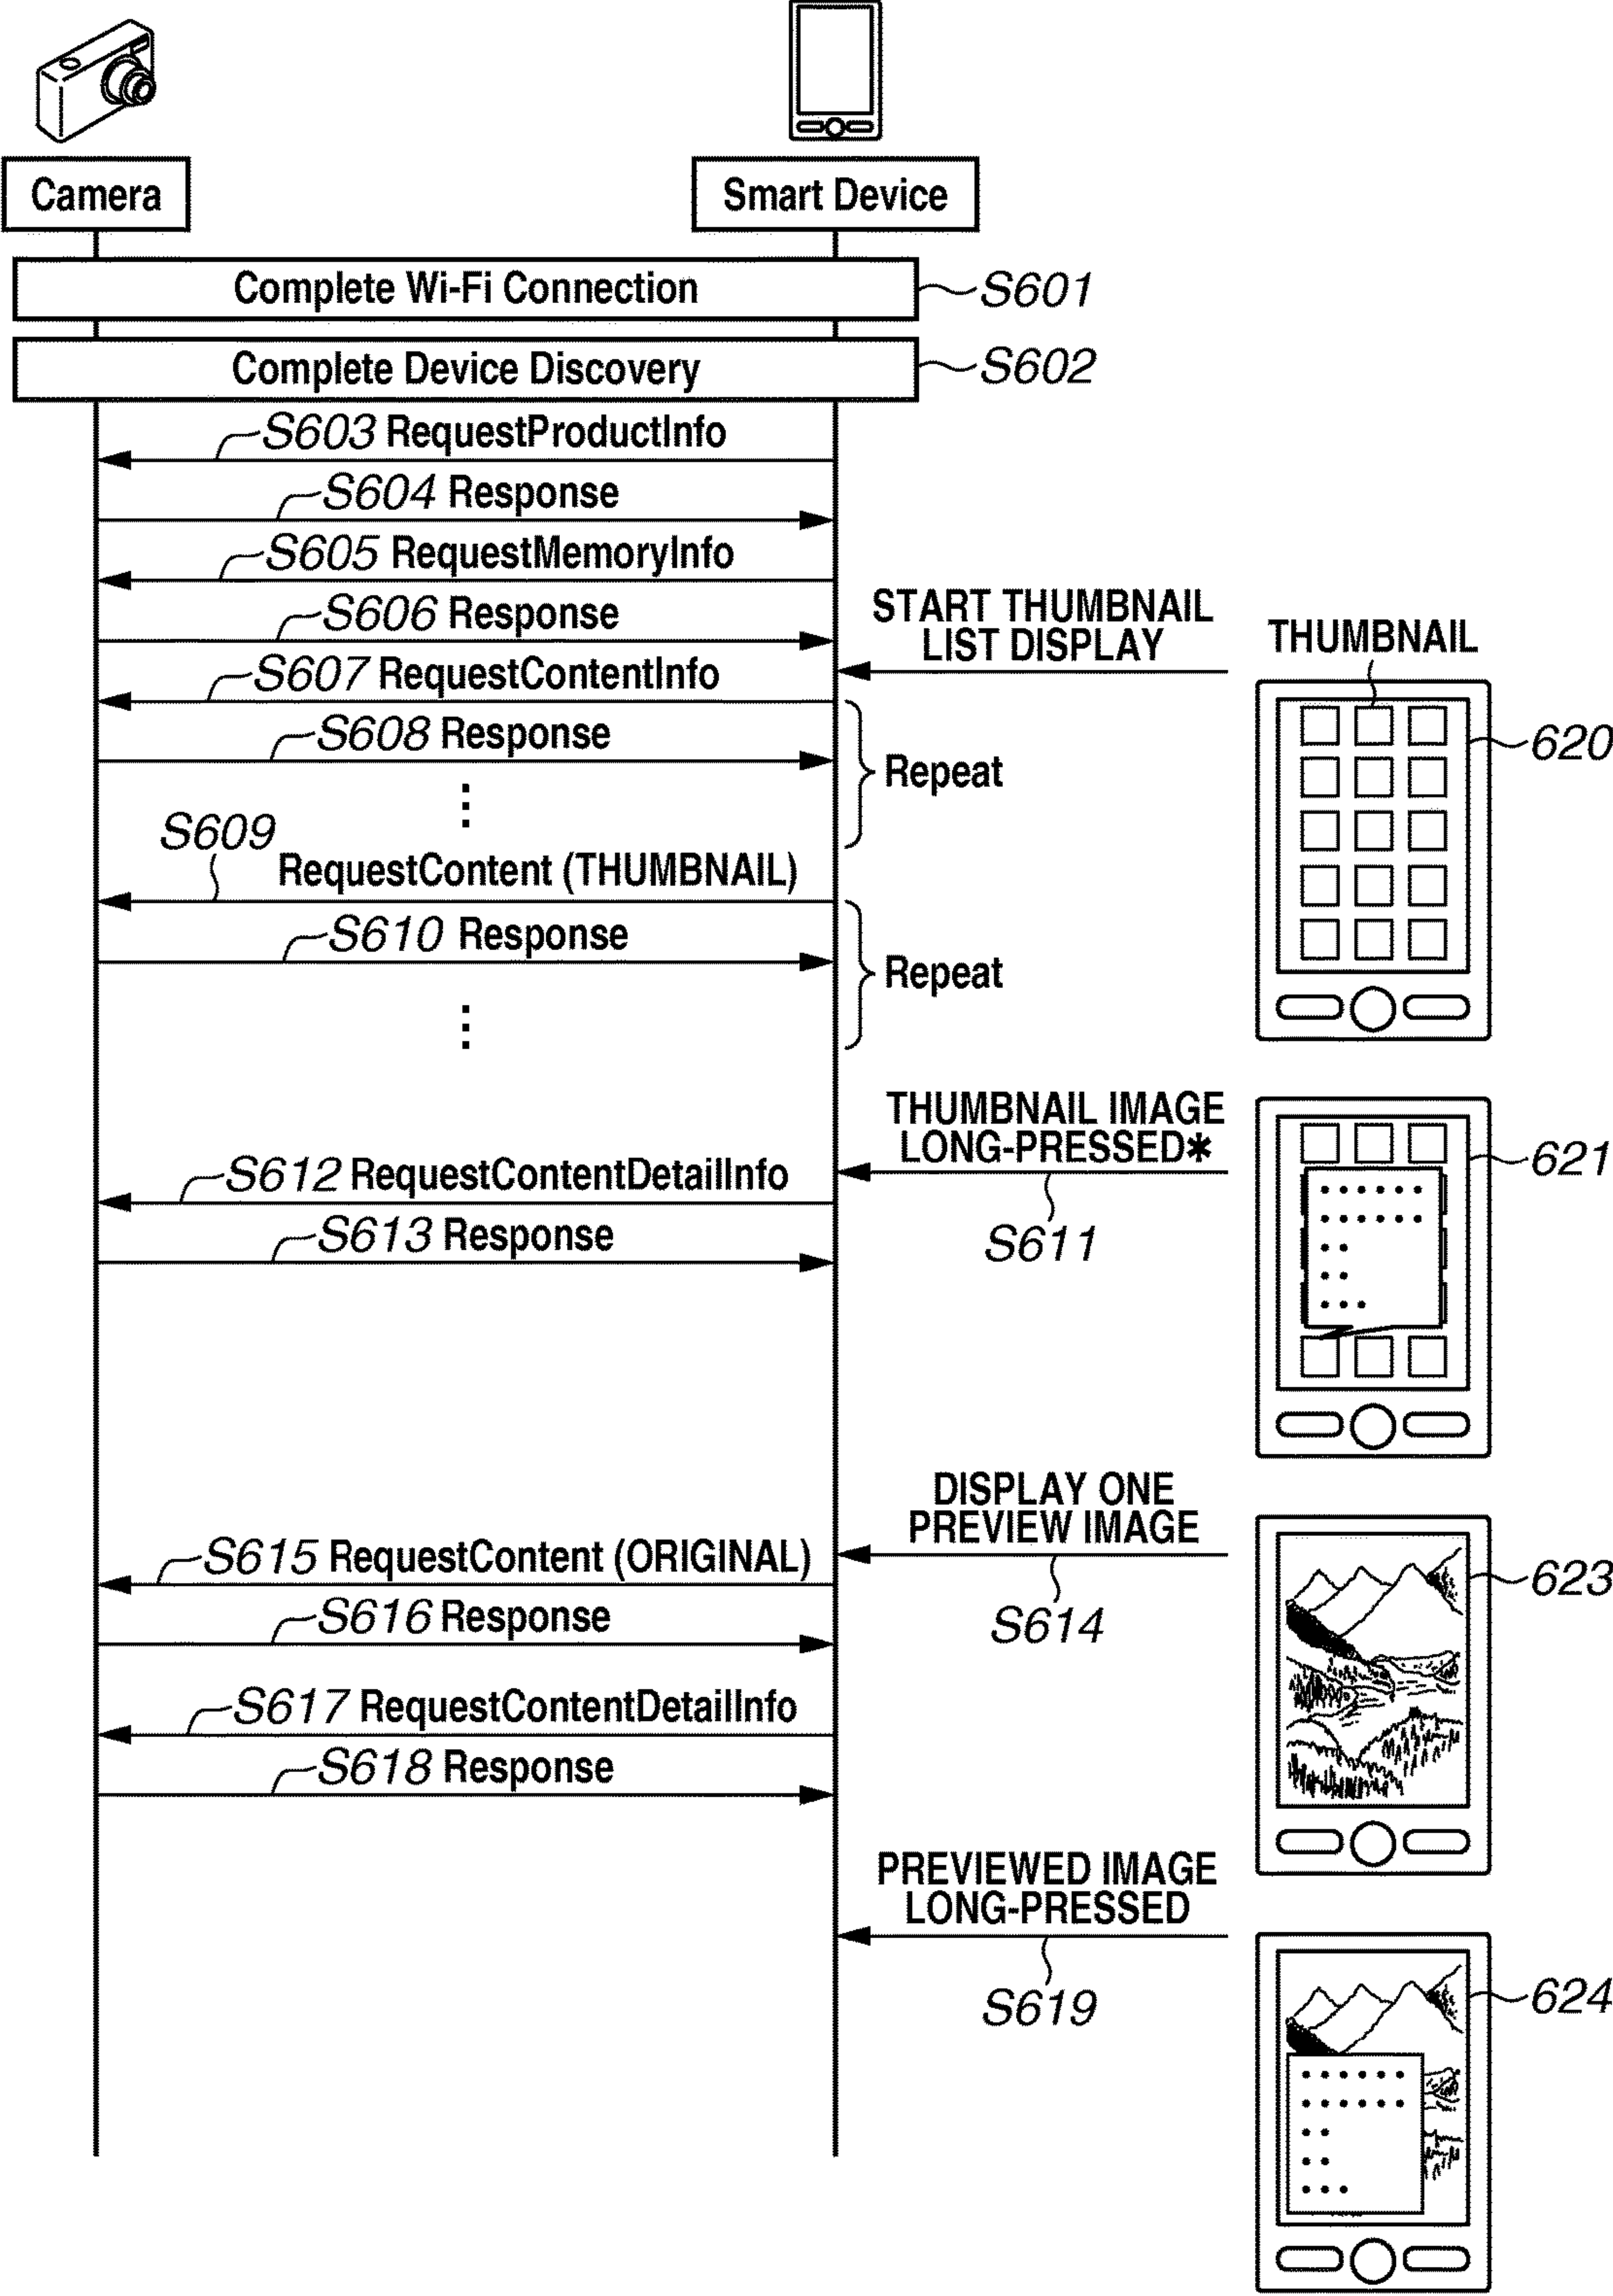 Camera
Smart Device
Complete Wi-Fi Connection
S601
Complete Device Discovery
S602
S603 RequestProductInfo
S604 Response
S605 RequestMemoryInfo
S606 Response
START THUMBNAIL
LIST DISPLAY
THUMBNAIL
S607 RequestContentInfo
S608 Response
Repeat
620
S609
RequestContent (THUMBNAIL)
S610 Response
Repeat
THUMBNAIL IMAGE
LONG-PRESSED*
S611
621
S612 RequestContentDetailInfo
S613 Response
DISPLAY ONE
PREVIEW IMAGE
S614
623
S615 RequestContent (ORIGINAL)
S616 Response
S617 RequestContentDetailInfo
S618 Response
PREVIEWED IMAGE
LONG-PRESSED
S619
624